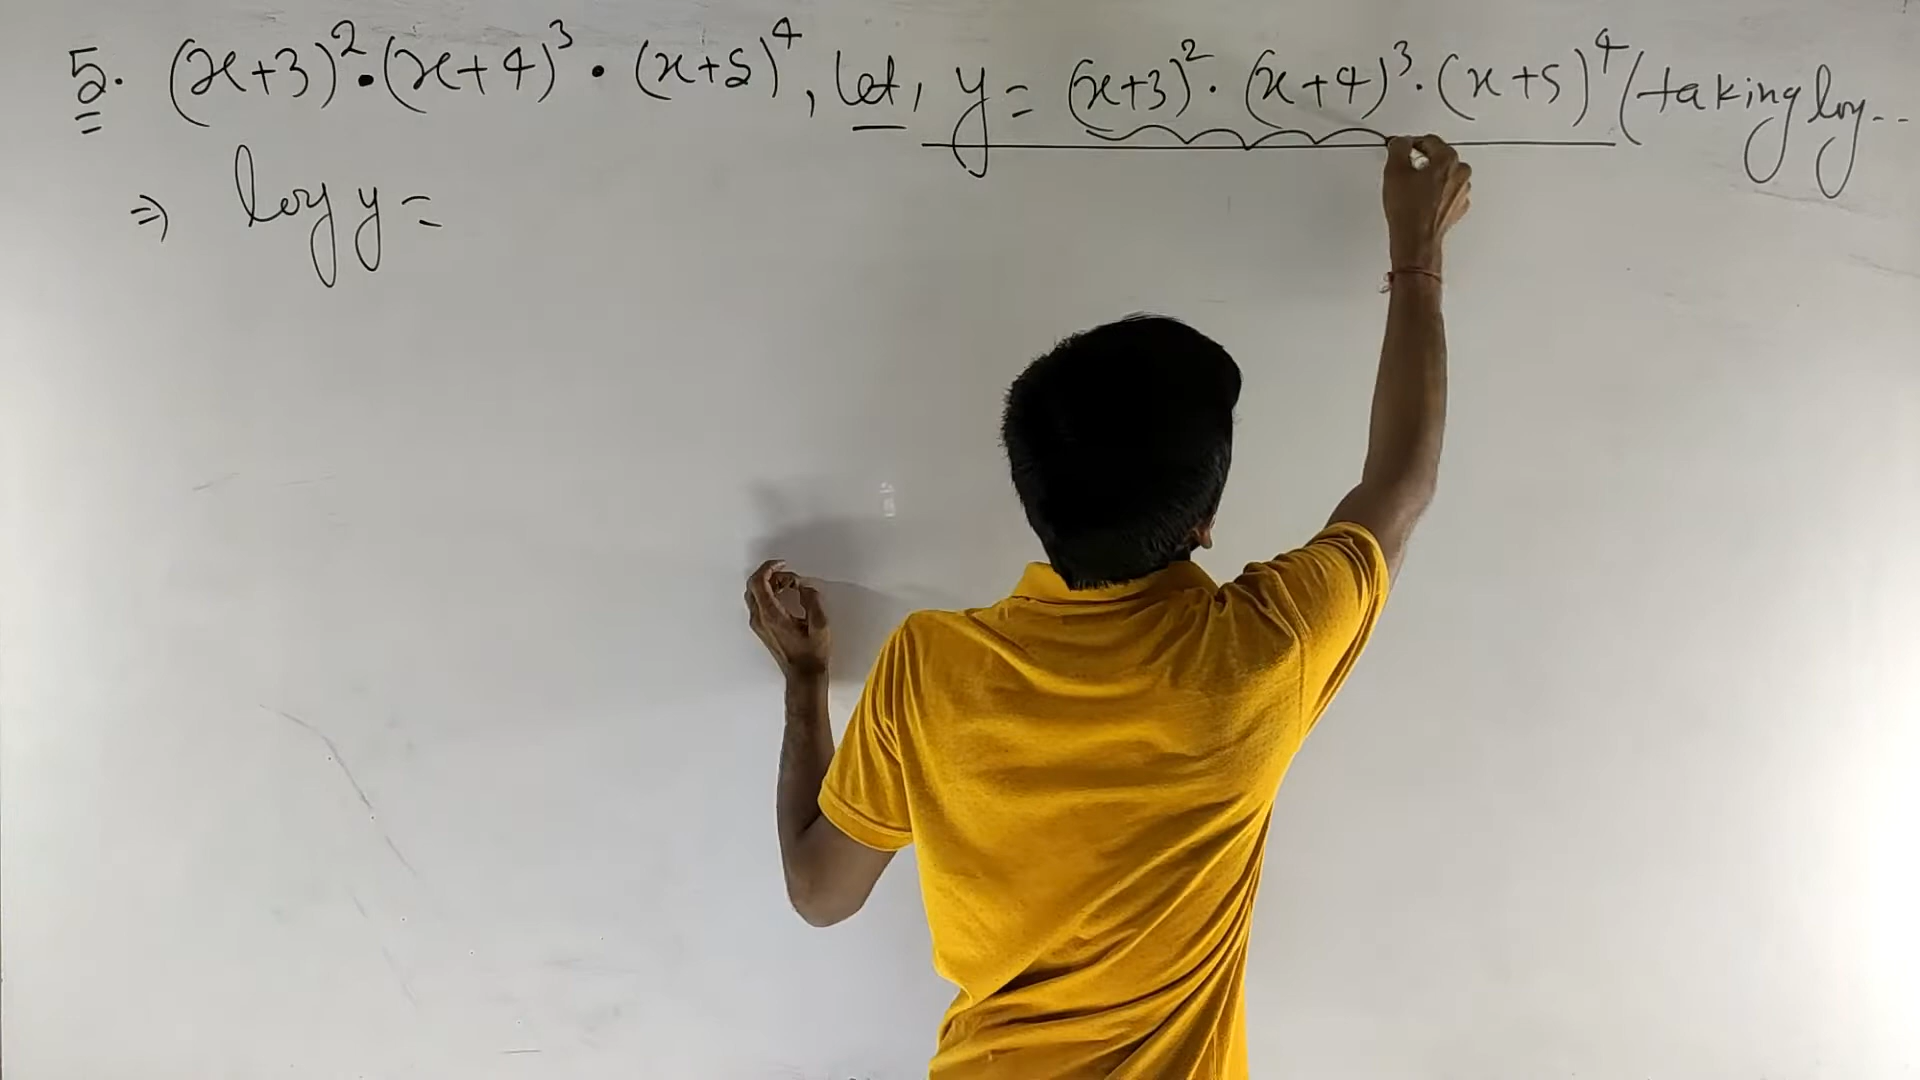 5. (x+3)²·(x+4)³·(x+5)⁴, let, y = (x+3)²·(x+4)³·(x+5)⁴ (taking log..
⇒ log y =